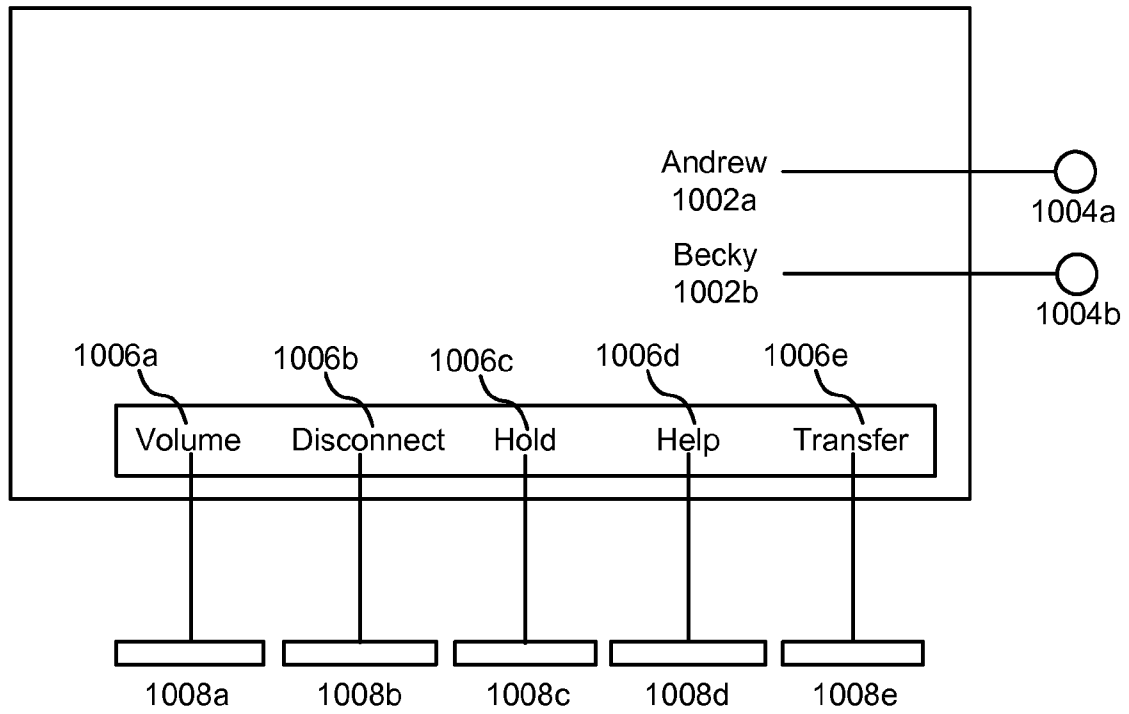 Andrew
1002a
1004a
Becky
1002b
1004b
1006a 1006b 1006c 1006d 1006e
Volume Disconnect Hold Help Transfer
1008a 1008b 1008c 1008d 1008e